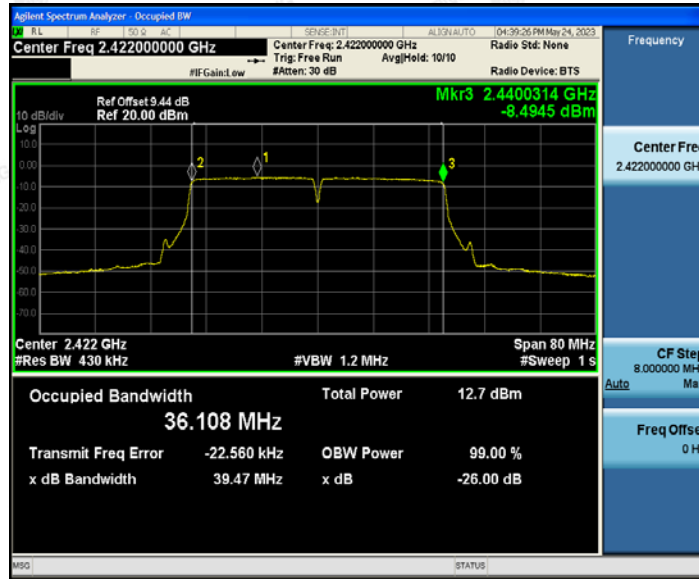 Agilent Spectrum Analyzer - Occupied BW
RL RF 50 Ω AC SENSE:INT ALIGN AUTO 04:39:26 PM May 24, 2023
Center Freq 2.422000000 GHz Center Freq: 2.422000000 GHz Radio Std: None
Trig: Free Run Avg|Hold: 10/10
#IFGain:Low #Atten: 30 dB Radio Device: BTS
Frequency
Ref Offset 9.44 dB Mkr3 2.4400314 GHz
10 dB/div Ref 20.00 dBm -8.4945 dBm
Log
10.0
0.00
-10.0
-20.0
-30.0
-40.0
-50.0
-60.0
-70.0
2
1
3
Center 2.422 GHz Span 80 MHz
#Res BW 430 kHz #VBW 1.2 MHz #Sweep 1 s
Occupied Bandwidth Total Power 12.7 dBm
36.108 MHz
Transmit Freq Error -22.560 kHz OBW Power 99.00 %
x dB Bandwidth 39.47 MHz x dB -26.00 dB
Center Fre
2.422000000 GH
CF Ste
8.000000 MH
Auto Ma
Freq Offse
0 H
MSG STATUS